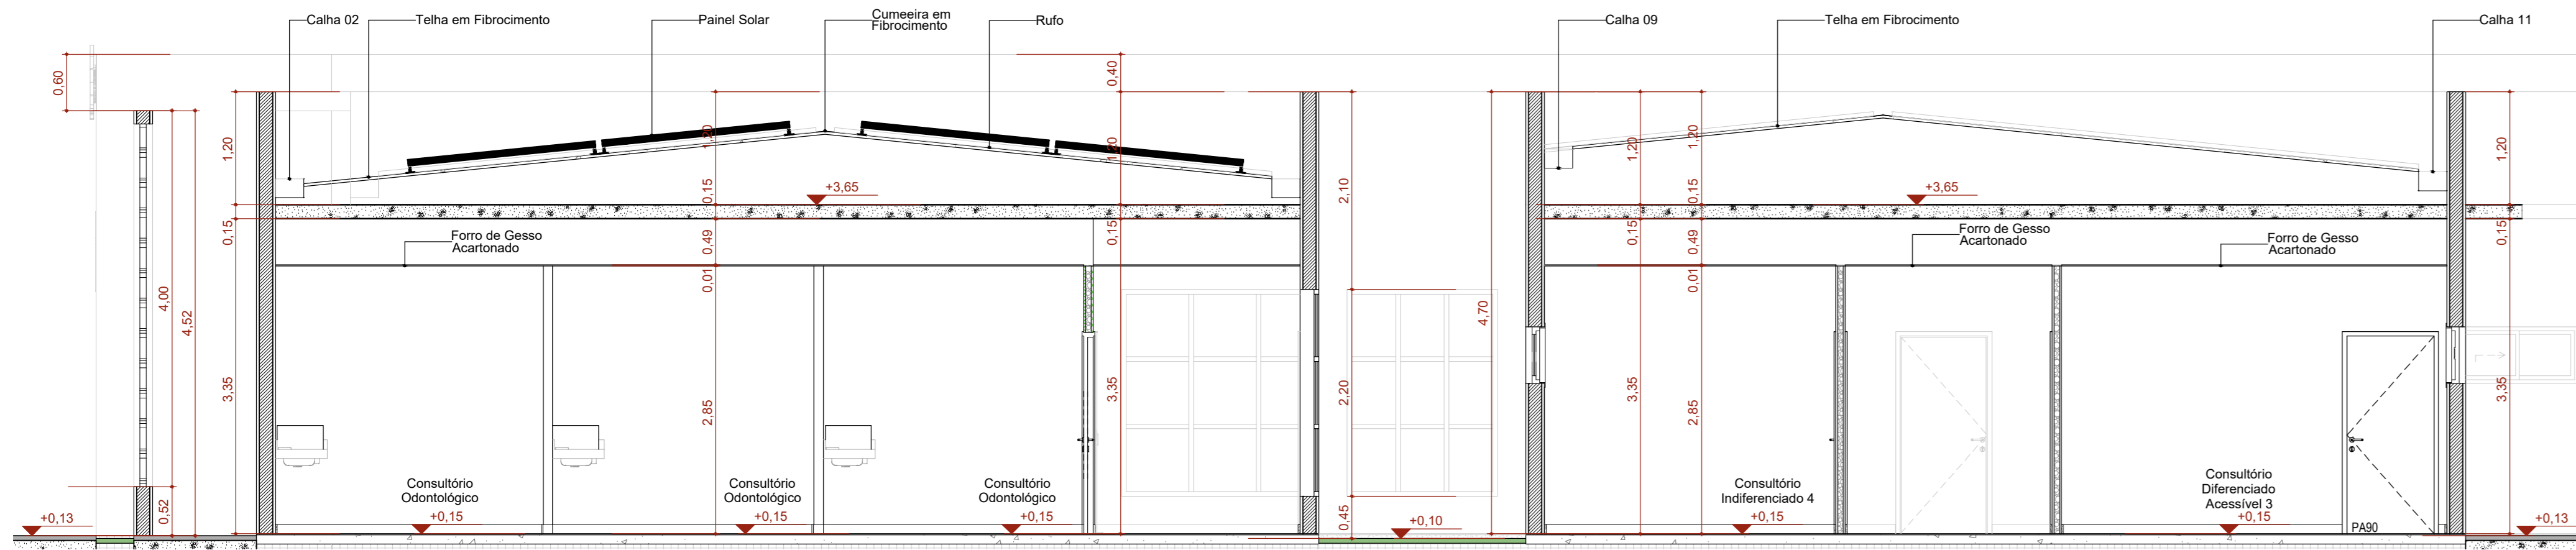 Calha 02
Telha em Fibrocimento
Painel Solar
Cumeeira em
Fibrocimento
Rufo
Calha 09
Telha em Fibrocimento
Calha 11
0,60
0,40
1,20
1,20
1,20
2,10
1,20
1,20
1,20
0,15
+3,65
0,15
+3,65
0,15
0,49
0,15
0,15
0,49
0,15
Forro de Gesso
Acartonado
Forro de Gesso
Acartonado
Forro de Gesso
Acartonado
0,01
0,01
4,00
4,52
4,70
3,35
2,85
3,35
2,20
3,35
2,85
3,35
Consultório
Odontológico
+0,15
Consultório
Odontológico
+0,15
Consultório
Odontológico
+0,15
Consultório
Indiferenciado 4
+0,15
Consultório
Diferenciado
Acessível 3
+0,15
0,52
0,45
+0,13
+0,10
PA90
+0,13